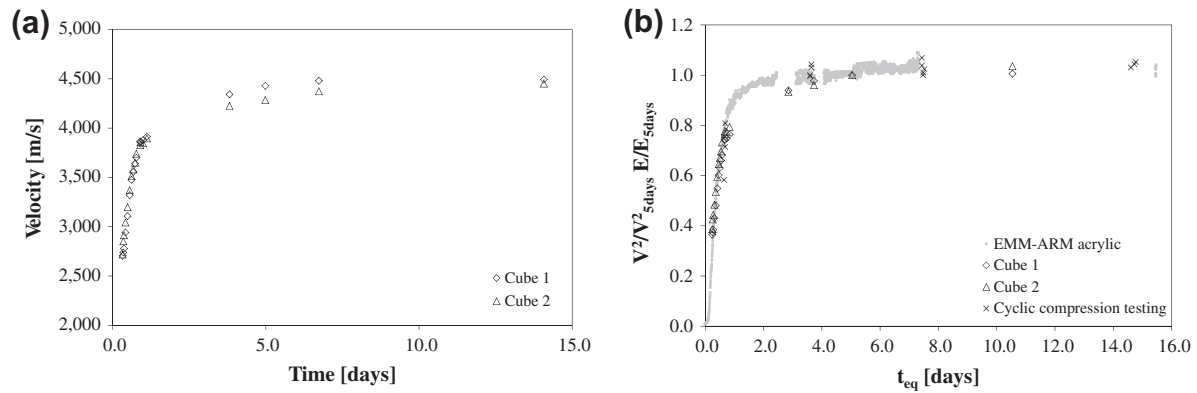 (a)
5,000
4,500
4,000
3,500
3,000
2,500
2,000
Velocity [m/s]
0.0 5.0 10.0 15.0
Time [days]
Cube 1
Cube 2
(b)
1.2
1.0
0.8
0.6
0.4
0.2
0.0
V²/V²5days E/E5days
0.0 2.0 4.0 6.0 8.0 10.0 12.0 14.0 16.0
teq [days]
EMM-ARM acrylic
Cube 1
Cube 2
Cyclic compression testing